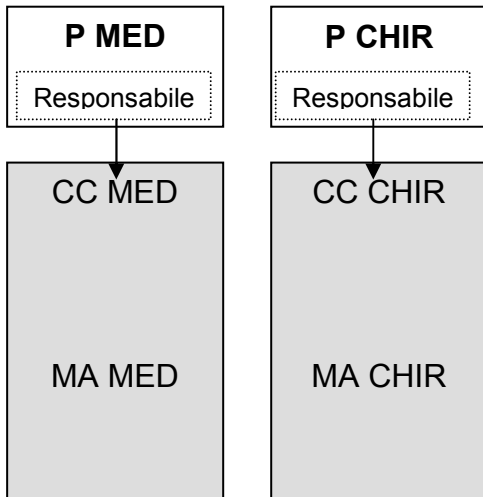 P MED
Responsabile
CC MED
MA MED
P CHIR
Responsabile
CC CHIR
MA CHIR